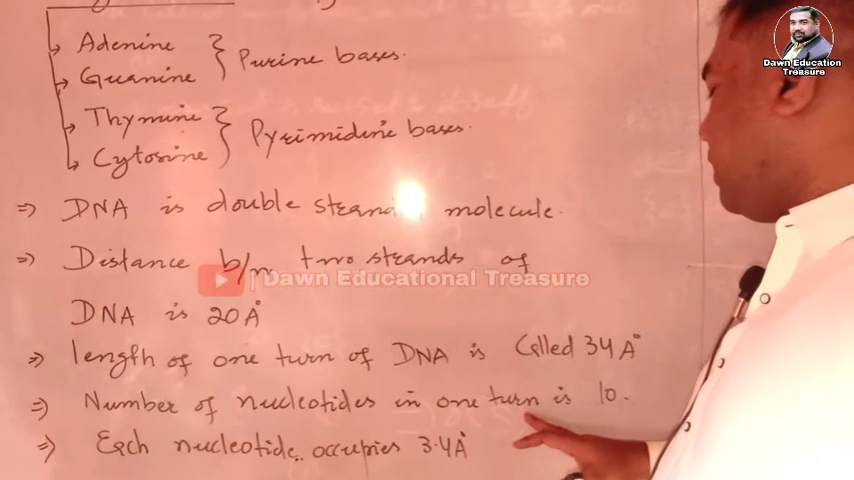 Dawn Education
Treasure
Adenine
Guanine
Purine bases.
Thymine
Cytosine
Pyrimidine bases.
=> DNA is double strand molecule.
=> Distance b/n two strands of
Dawn Educational Treasure
DNA is 20Å
=> length of one turn of DNA is Called 34Å
=> Number of nucleotides in one turn is 10.
=> Each nucleotide occupies 3.4Å